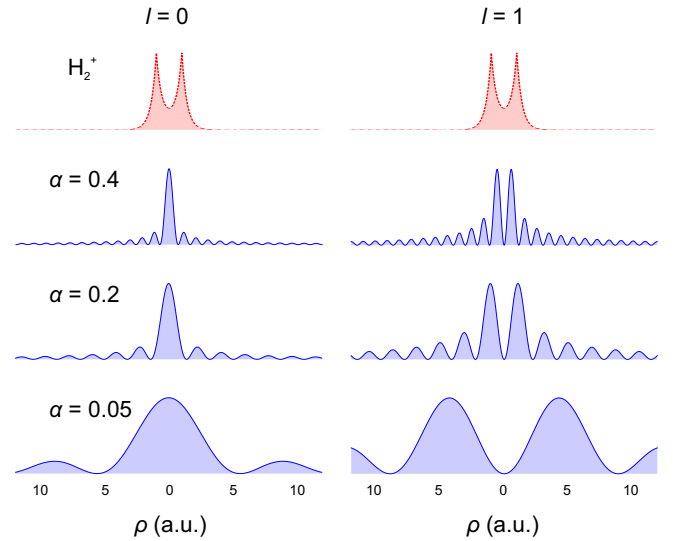 l = 0 l = 1
H₂⁺
α = 0.4
α = 0.2
α = 0.05
10 5 0 5 10 10 5 0 5 10
ρ (a.u.) ρ (a.u.)